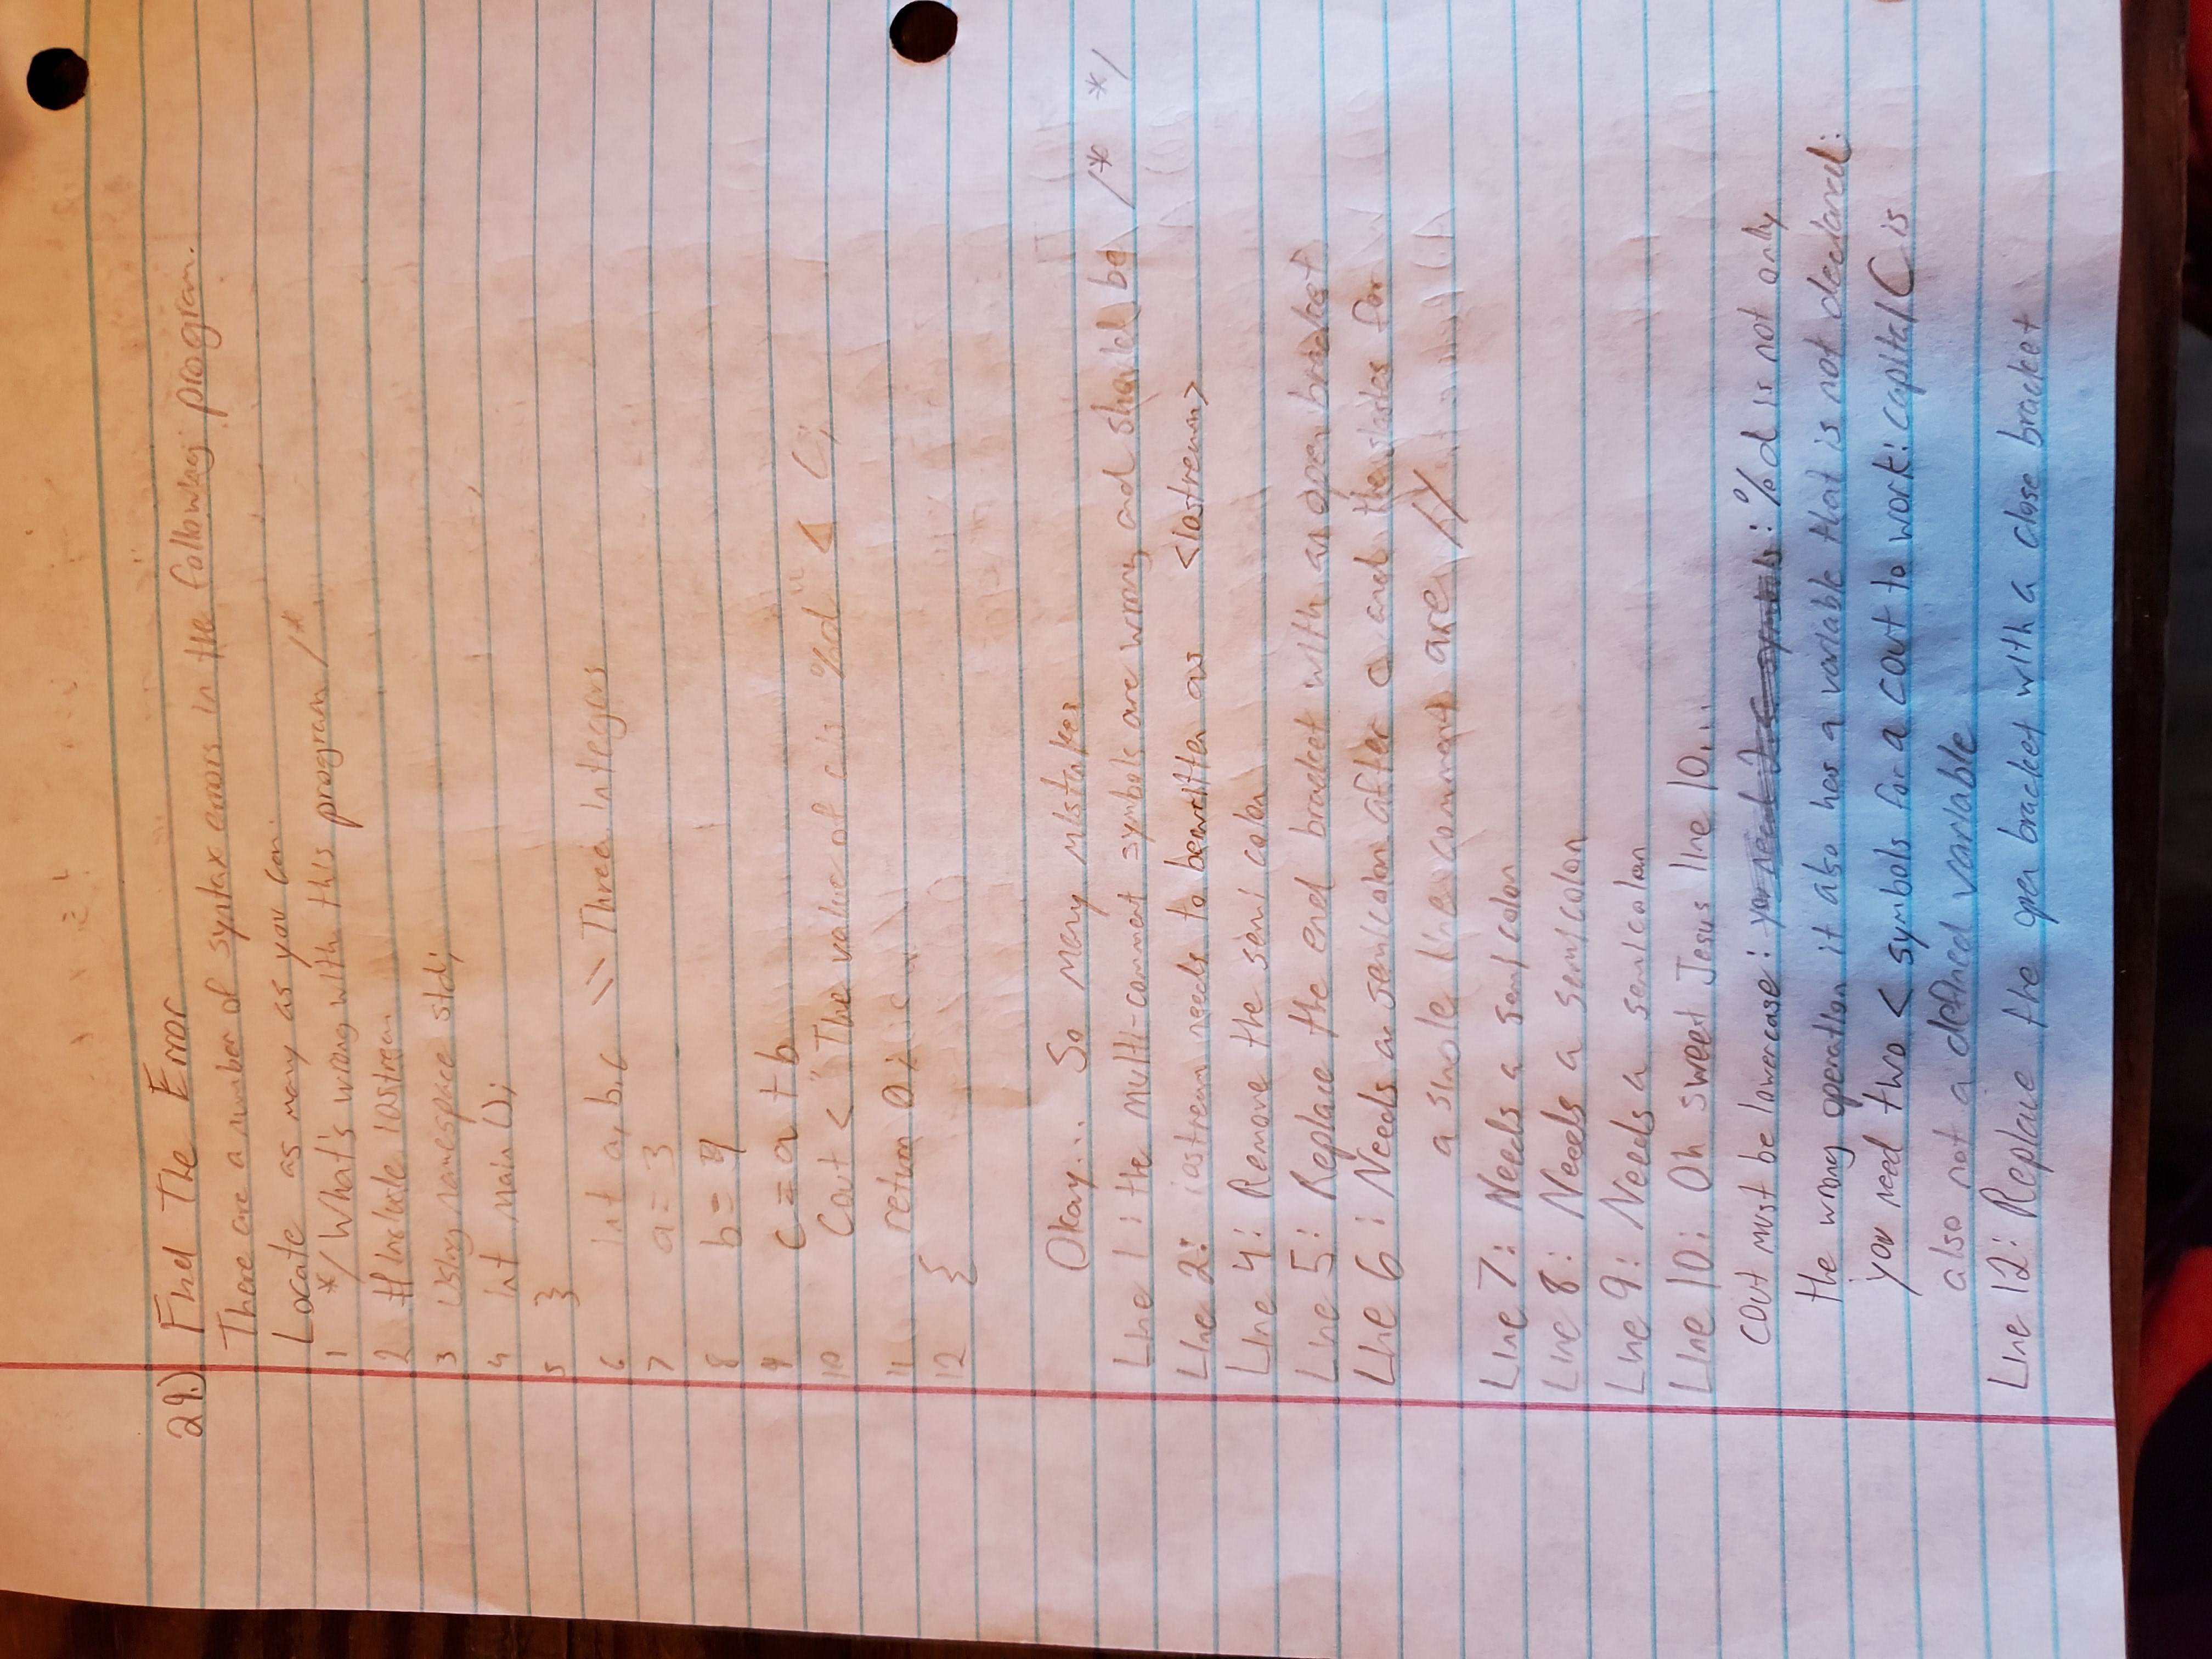 29.) Find The Error
There are a number of syntax errors in the following program.
Locate as many as you can.
1 */ What's wrong with this program /*
2 #include iostream
3 Using namespace std;
4 int main ();
5 }
6 int a, b, c \\ Three integers
7 a = 3
8 b = 4
9 c = a + b
10 Cout < "The value of c is %d" < C;
11 return 0;
12 {
Okay... So many mistakes
Line 1: the multi-comment symbols are wrong and should be /* */
Line 2: iostream needs to be written as <iostream>
Line 4: Remove the semi colon
Line 5: Replace the end bracket with an open bracket
Line 6: Needs a semicolon after c and the slashes for
a single line comment are //
Line 7: Needs a semi colon
Line 8: Needs a semicolon
Line 9: Needs a semicolon
Line 10: Oh sweet Jesus line 10...
cout must be lowercase: you need 2 < symbols: %d is not only
the wrong operation it also has a variable that is not declared:
you need two < symbols for a cout to work: capital C is
also not a defined variable
Line 12: Replace the open bracket with a close bracket